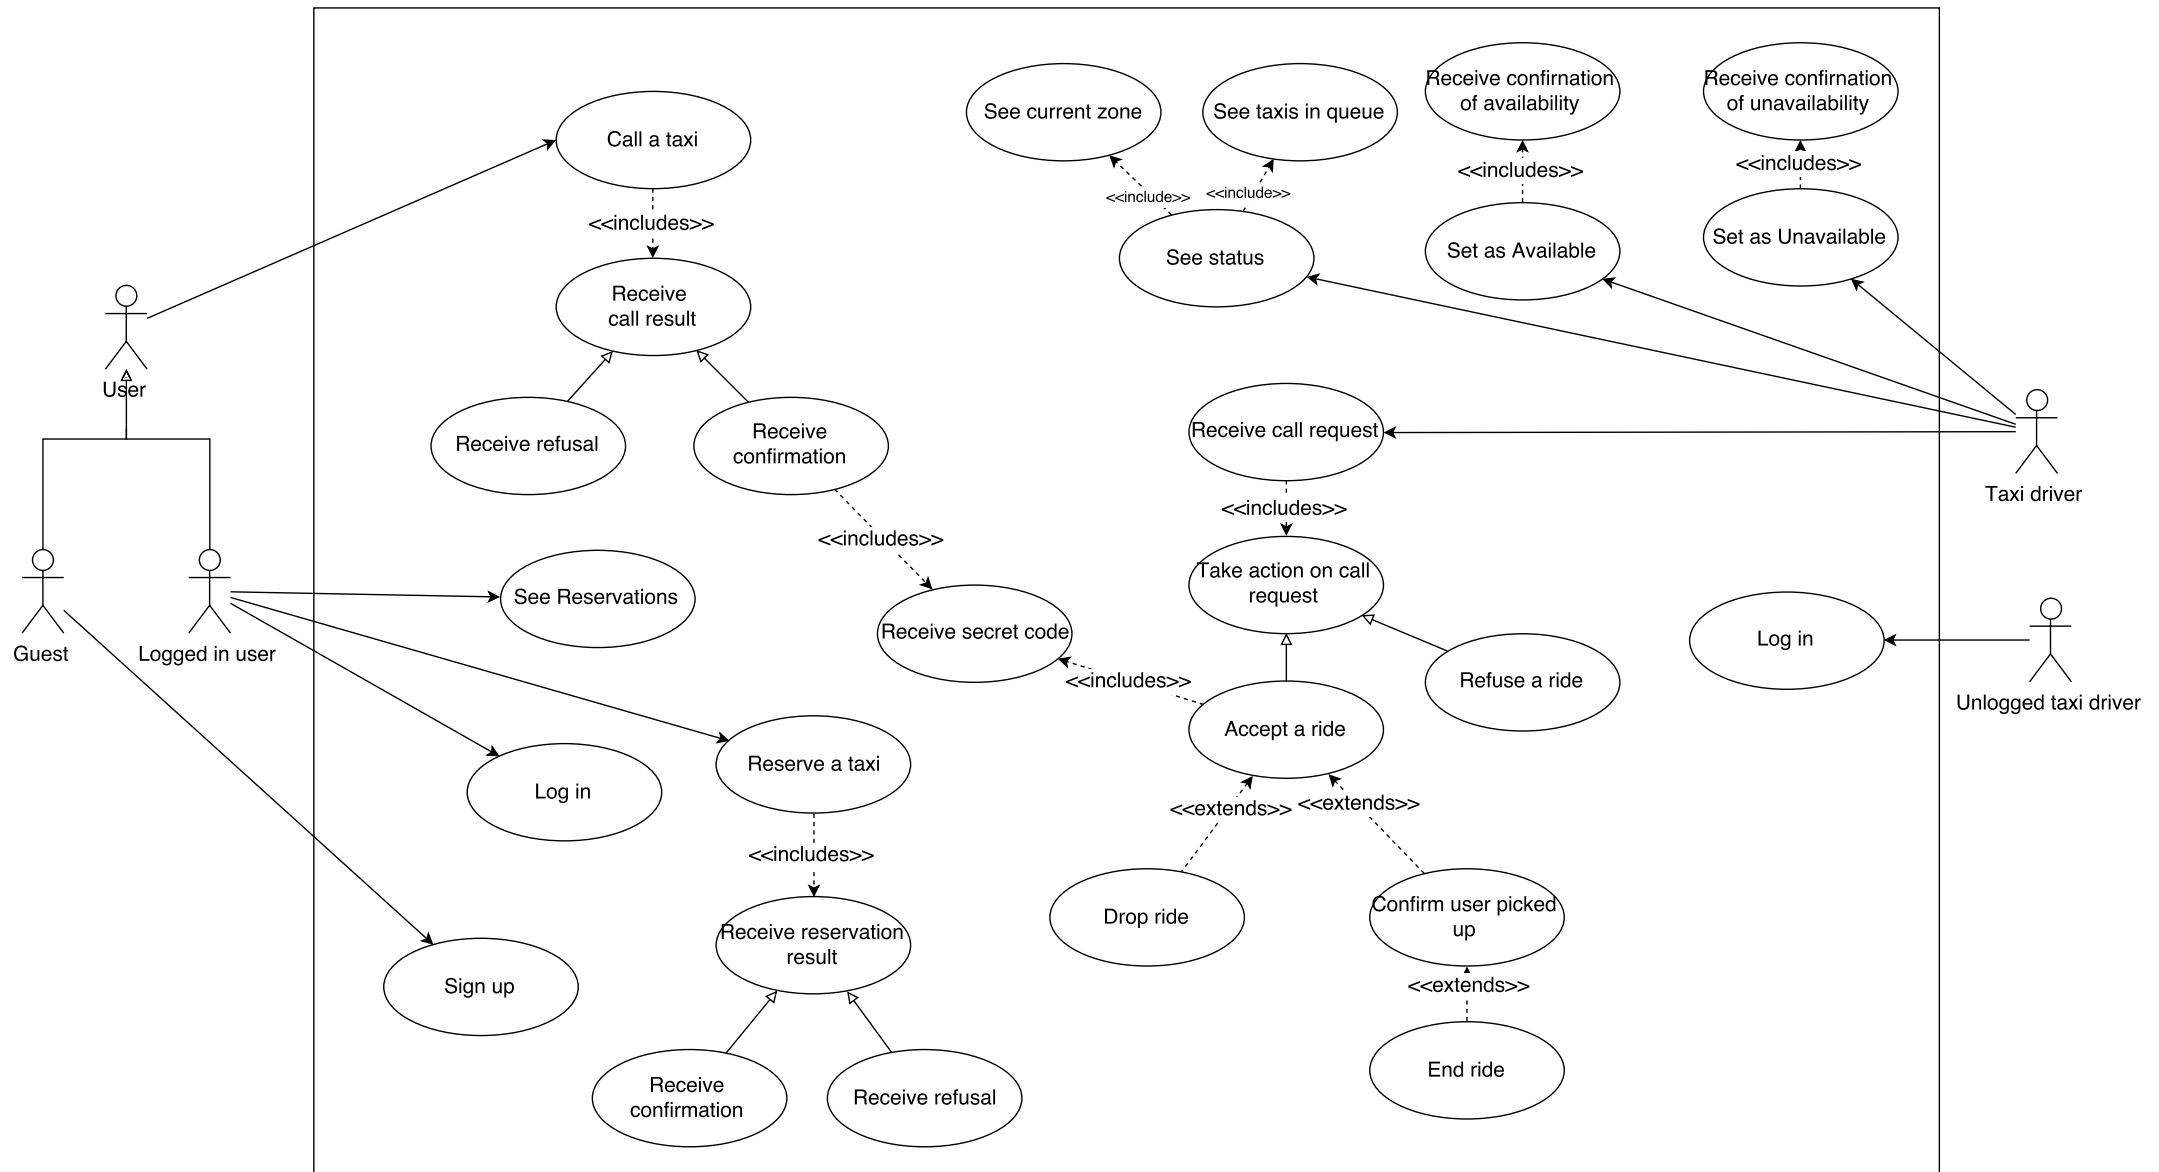 Call a taxi
<<includes>>
Receive
call result
Receive refusal
Receive
confirmation
<<includes>>
See current zone
See taxis in queue
<<include>>
<<include>>
See status
Receive confirnation
of availability
<<includes>>
Set as Available
Receive confirnation
of unavailability
<<includes>>
Set as Unavailable
User
Guest
Logged in user
See Reservations
Receive secret code
<<includes>>
Log in
Reserve a taxi
<<includes>>
Receive reservation
result
Receive
confirmation
Receive refusal
Sign up
Receive call request
<<includes>>
Take action on call
request
Refuse a ride
Accept a ride
<<extends>>
<<extends>>
Drop ride
Confirm user picked
up
<<extends>>
End ride
Taxi driver
Log in
Unlogged taxi driver